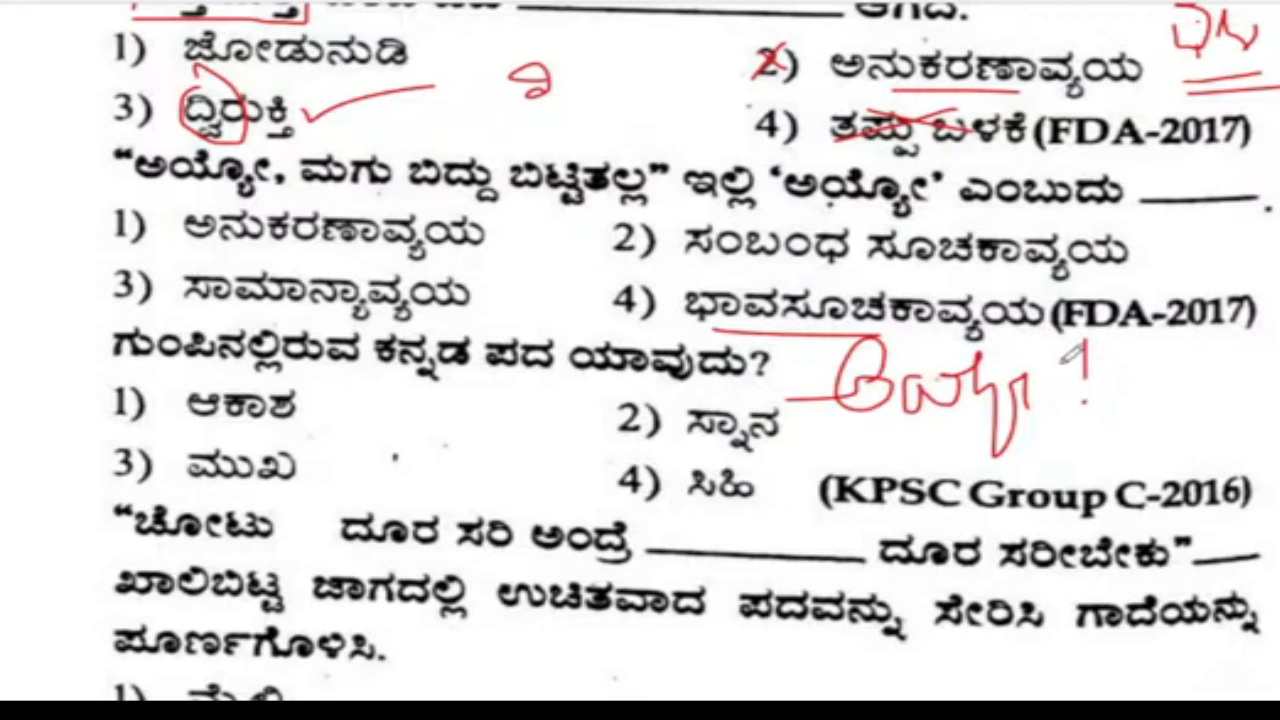 1) ಜೋಡುನುಡಿ 2) ಅನುಕರಣಾವ್ಯಯ
3) ದ್ವಿರುಕ್ತಿ 4) ತಪ್ಪು ಬಳಕೆ (FDA-2017)
“ಅಯ್ಯೋ, ಮಗು ಬಿದ್ದು ಬಿಟ್ಟಿತಲ್ಲ” ಇಲ್ಲಿ ‘ಅಯ್ಯೋ’ ಎಂಬುದು ______.
1) ಅನುಕರಣಾವ್ಯಯ 2) ಸಂಬಂಧ ಸೂಚಕಾವ್ಯಯ
3) ಸಾಮಾನ್ಯಾವ್ಯಯ 4) ಭಾವಸೂಚಕಾವ್ಯಯ (FDA-2017)
ಗುಂಪಿನಲ್ಲಿರುವ ಕನ್ನಡ ಪದ ಯಾವುದು?
1) ಆಕಾಶ 2) ಸ್ನಾನ
3) ಮುಖ 4) ಸಿಹಿ (KPSC Group C-2016)
“ಚೋಟು ದೂರ ಸರಿ ಅಂದ್ರೆ ________ ದೂರ ಸರೀಬೇಕು”__
ಖಾಲಿಬಿಟ್ಟ ಜಾಗದಲ್ಲಿ ಉಚಿತವಾದ ಪದವನ್ನು ಸೇರಿಸಿ ಗಾದೆಯನ್ನು
ಪೂರ್ಣಗೊಳಿಸಿ.